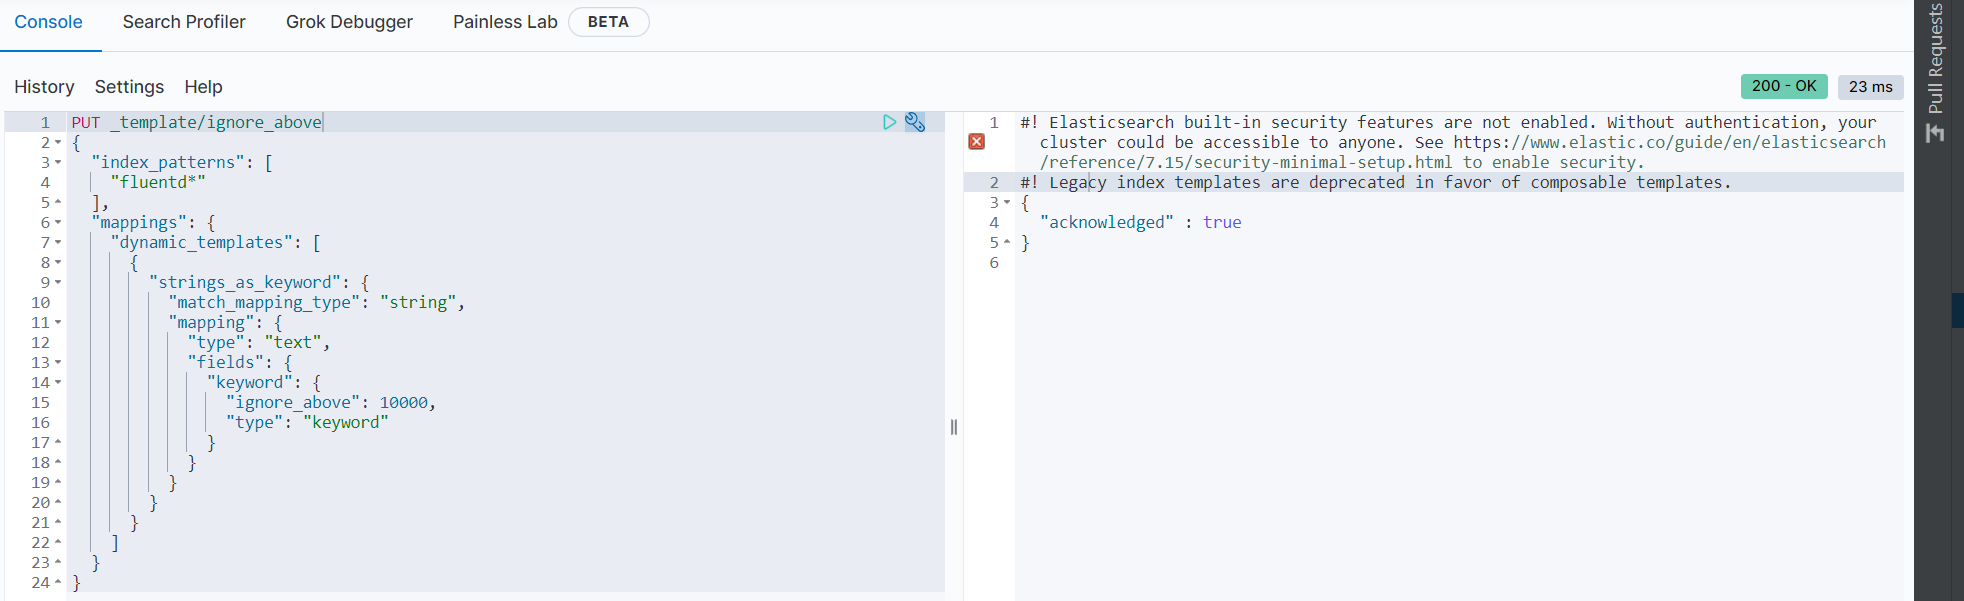 Console Search Profiler Grok Debugger Painless Lab BETA
History Settings Help
200 - OK 23 ms
1 PUT _template/ignore_above
2 {
3 "index_patterns": [
4 "fluentd*"
5 ],
6 "mappings": {
7 "dynamic_templates": [
8 {
9 "strings_as_keyword": {
10 "match_mapping_type": "string",
11 "mapping": {
12 "type": "text",
13 "fields": {
14 "keyword": {
15 "ignore_above": 10000,
16 "type": "keyword"
17 }
18 }
19 }
20 }
21 }
22 ]
23 }
24 }
1 #! Elasticsearch built-in security features are not enabled. Without authentication, your
cluster could be accessible to anyone. See https://www.elastic.co/guide/en/elasticsearch
/reference/7.15/security-minimal-setup.html to enable security.
2 #! Legacy index templates are deprecated in favor of composable templates.
3 {
4 "acknowledged" : true
5 }
6
Pull Requests